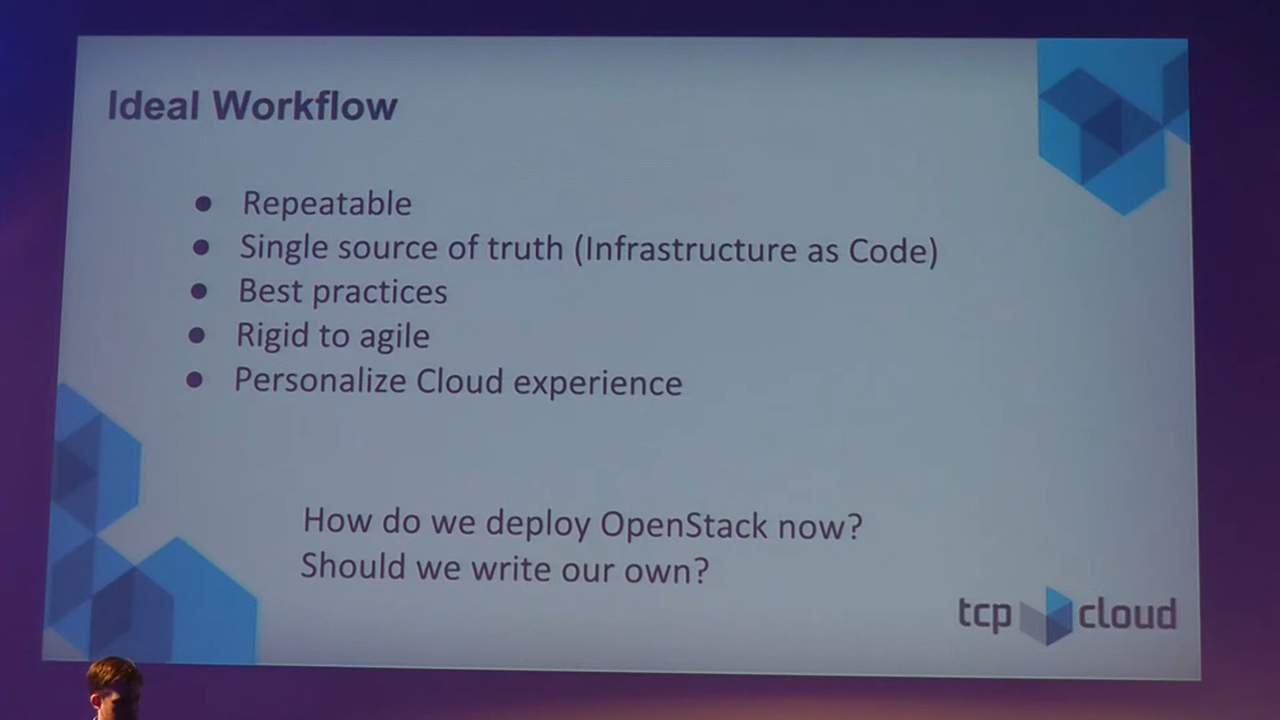 Ideal Workflow
● Repeatable
● Single source of truth (Infrastructure as Code)
● Best practices
● Rigid to agile
● Personalize Cloud experience
How do we deploy OpenStack now?
Should we write our own?
tcp cloud